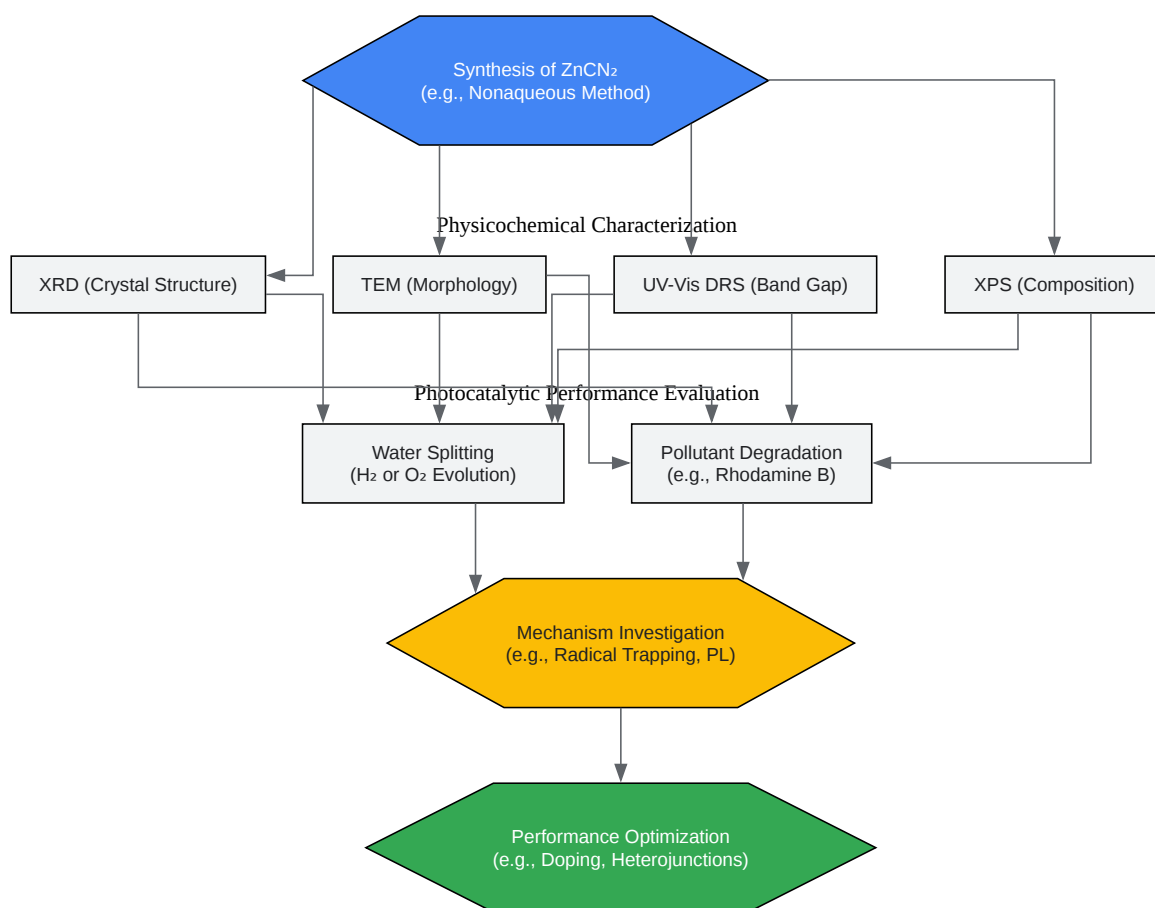 Synthesis of ZnCN₂
(e.g., Nonaqueous Method)
Physicochemical Characterization
XRD (Crystal Structure)
TEM (Morphology)
UV-Vis DRS (Band Gap)
XPS (Composition)
Photocatalytic Performance Evaluation
Water Splitting
(H₂ or O₂ Evolution)
Pollutant Degradation
(e.g., Rhodamine B)
Mechanism Investigation
(e.g., Radical Trapping, PL)
Performance Optimization
(e.g., Doping, Heterojunctions)